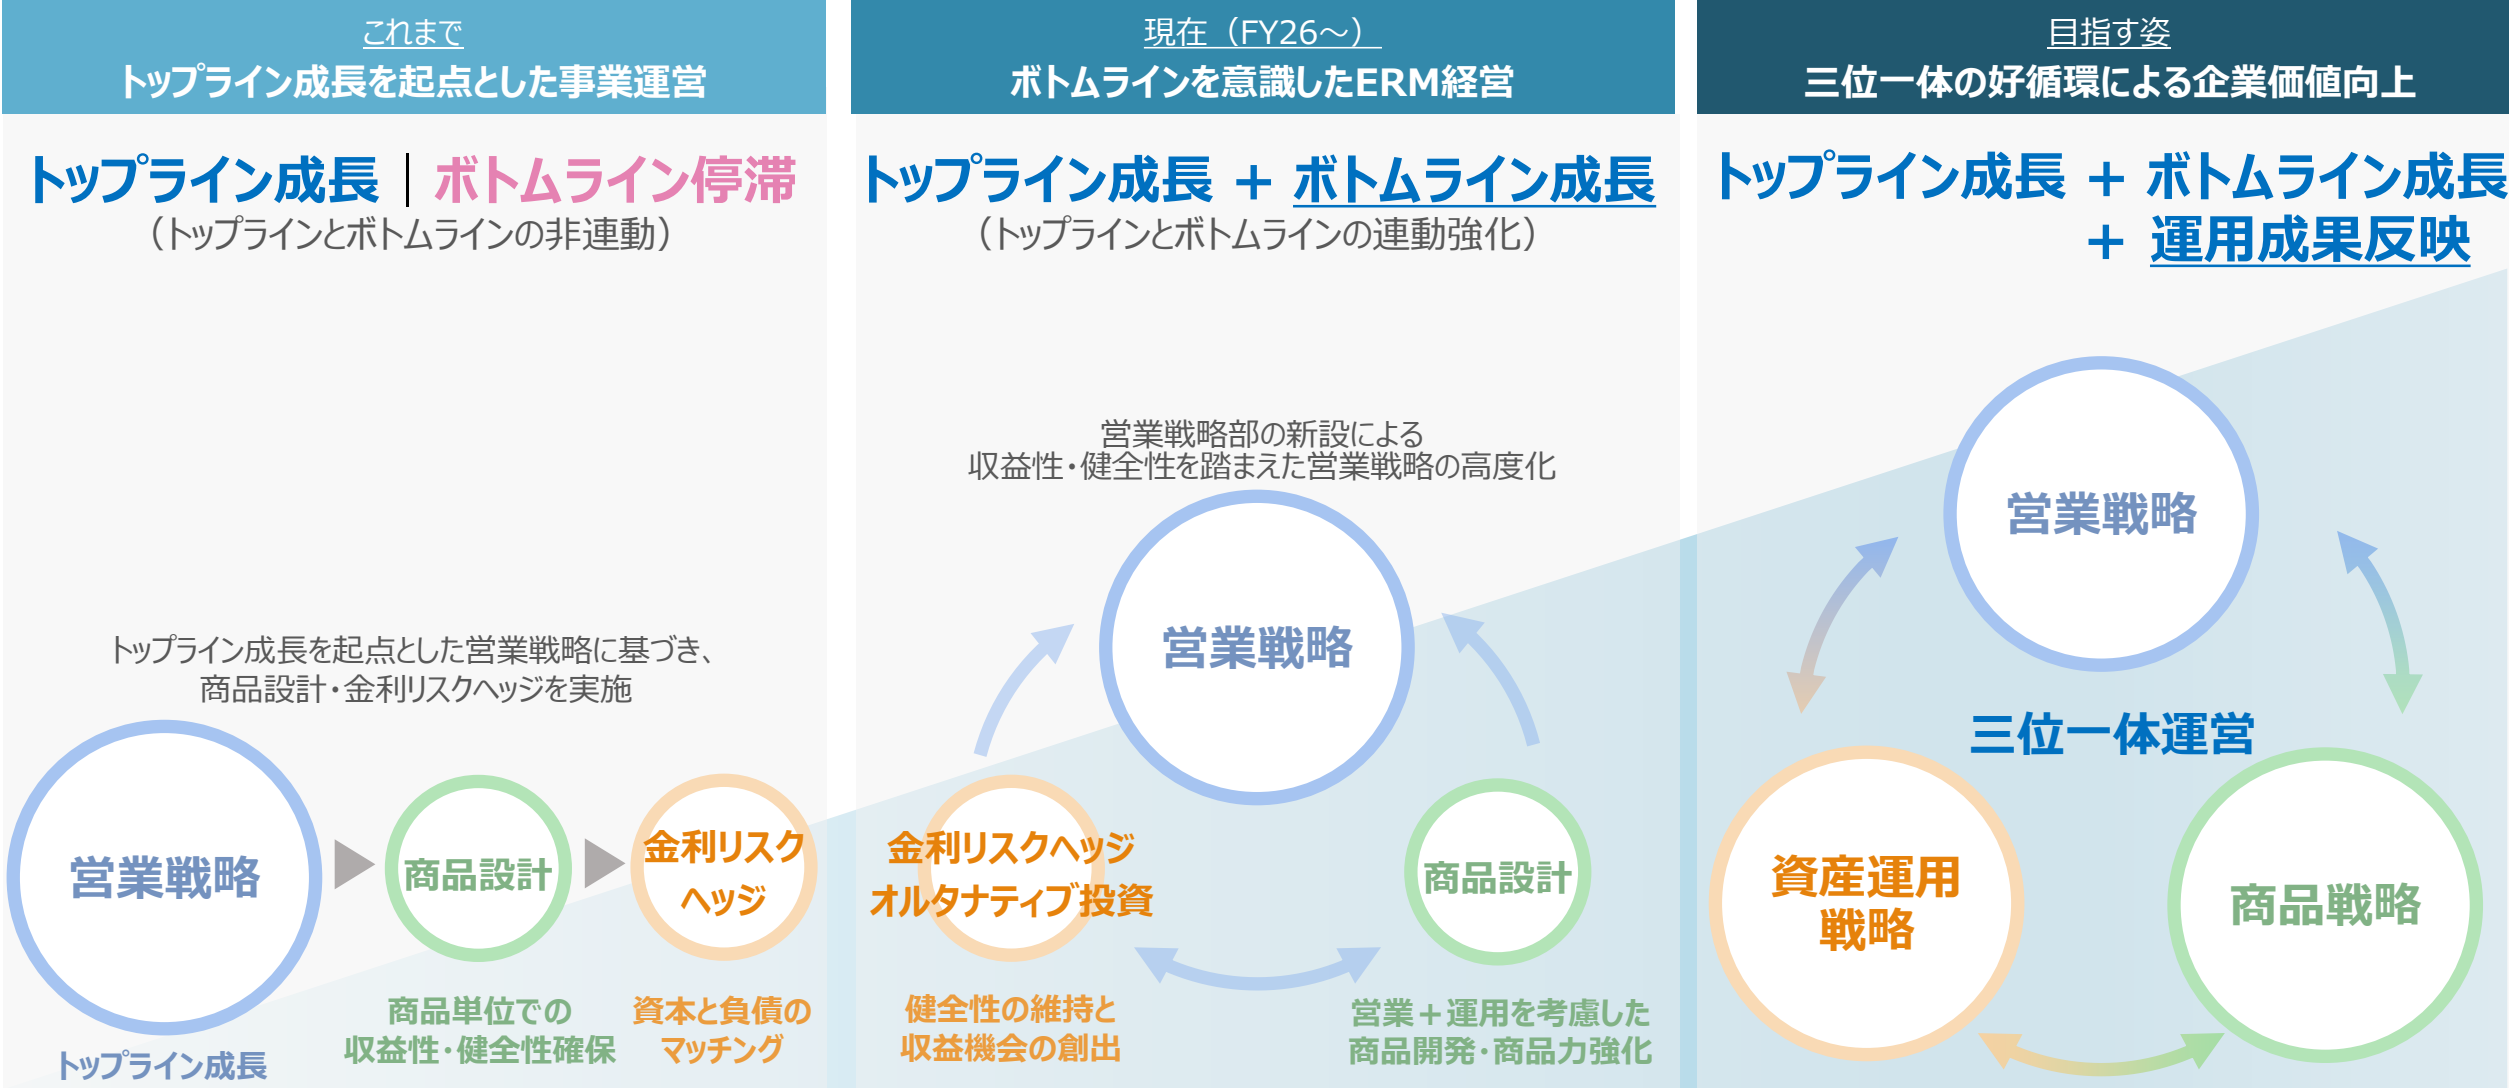 これまで
トップライン成長を起点とした事業運営
トップライン成長 | ボトムライン停滞
（トップラインとボトムラインの非連動）
トップライン成長を起点とした営業戦略に基づき、
商品設計・金利リスクヘッジを実施
営業戦略
商品設計
金利リスク
ヘッジ
トップライン成長
商品単位での
収益性・健全性確保
資本と負債の
マッチング
現在（FY26～）
ボトムラインを意識したERM経営
トップライン成長 + ボトムライン成長
（トップラインとボトムラインの連動強化）
営業戦略部の新設による
収益性・健全性を踏まえた営業戦略の高度化
営業戦略
金利リスクヘッジ
オルタナティブ投資
商品設計
健全性の維持と
収益機会の創出
営業＋運用を考慮した
商品開発・商品力強化
目指す姿
三位一体の好循環による企業価値向上
トップライン成長 + ボトムライン成長
+ 運用成果反映
営業戦略
三位一体運営
資産運用
戦略
商品戦略